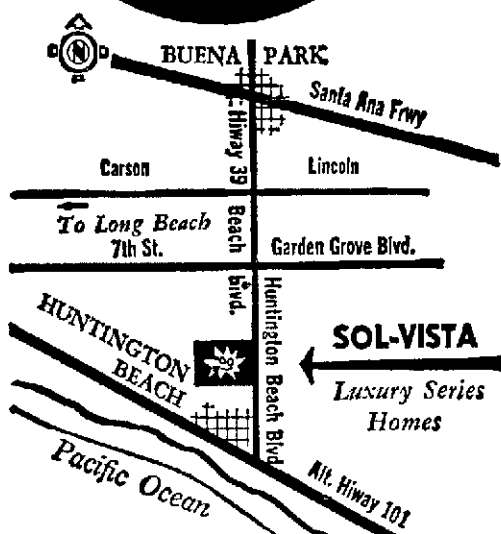 N
BUENA PARK
Santa Ana Frwy
Hiway 39
Carson
Lincoln
Beach blvd.
To Long Beach
7th St.
Garden Grove Blvd.
Huntington Beach Blvd
HUNTINGTON
BEACH
SOL-VISTA
Luxury Series
Homes
Alt. Hiway 101
Pacific Ocean